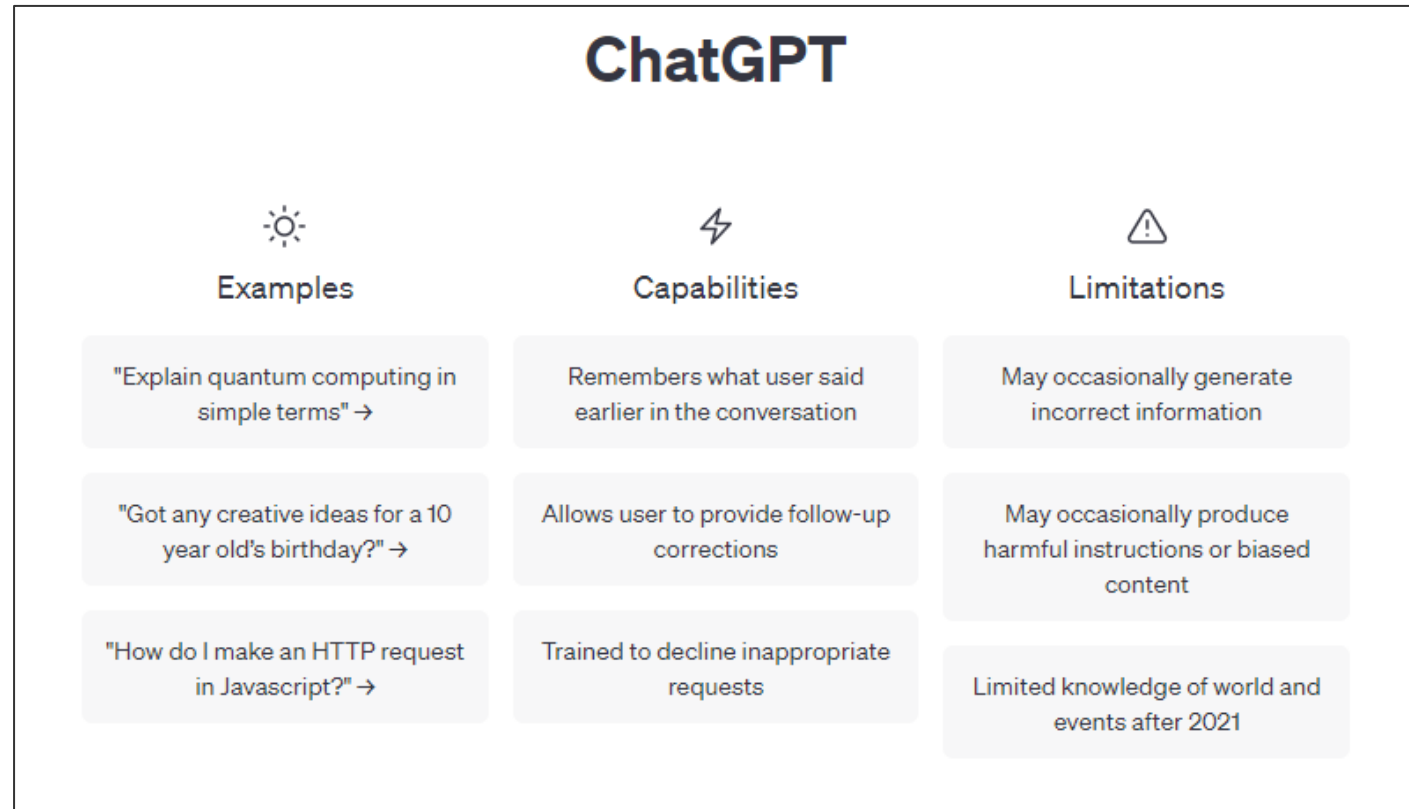 ChatGPT
Examples
"Explain quantum computing in
simple terms" →
"Got any creative ideas for a 10
year old's birthday?" →
"How do I make an HTTP request
in Javascript?" →
Capabilities
Remembers what user said
earlier in the conversation
Allows user to provide follow-up
corrections
Trained to decline inappropriate
requests
Limitations
May occasionally generate
incorrect information
May occasionally produce
harmful instructions or biased
content
Limited knowledge of world and
events after 2021